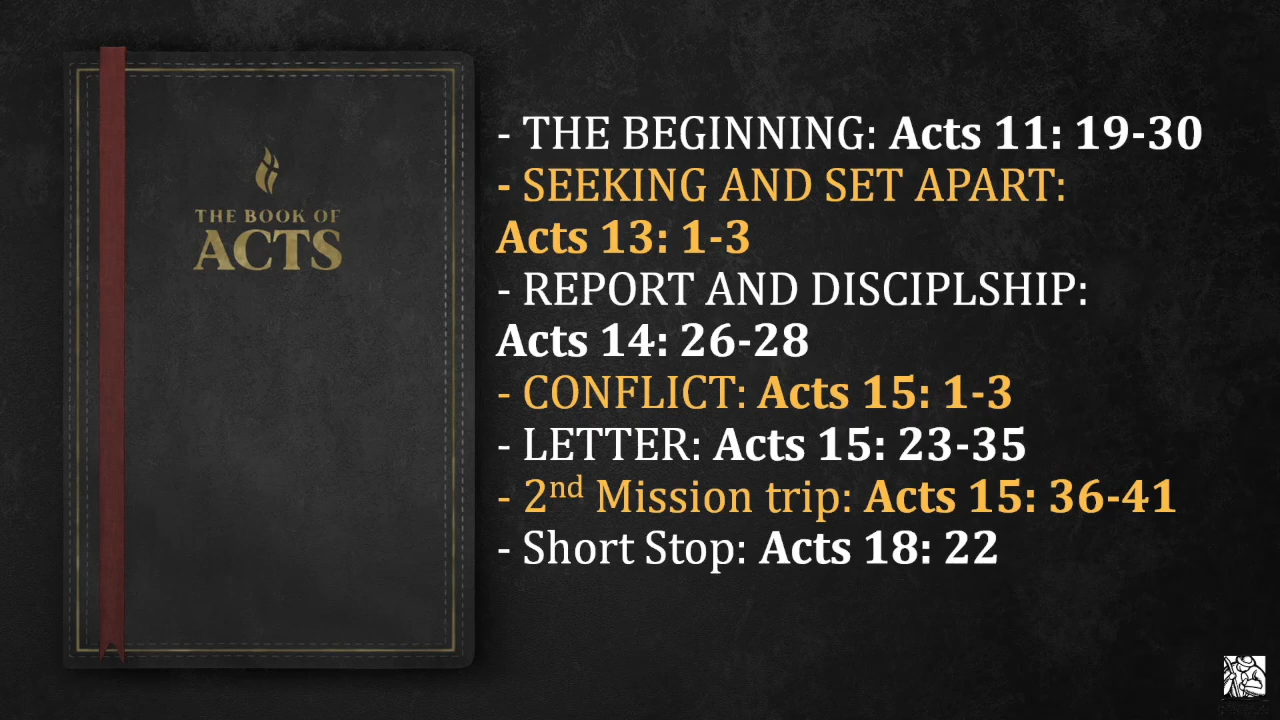 THE BOOK OF
ACTS
- THE BEGINNING: Acts 11: 19-30
- SEEKING AND SET APART:
Acts 13: 1-3
- REPORT AND DISCIPLSHIP:
Acts 14: 26-28
- CONFLICT: Acts 15: 1-3
- LETTER: Acts 15: 23-35
- 2nd Mission trip: Acts 15: 36-41
- Short Stop: Acts 18: 22